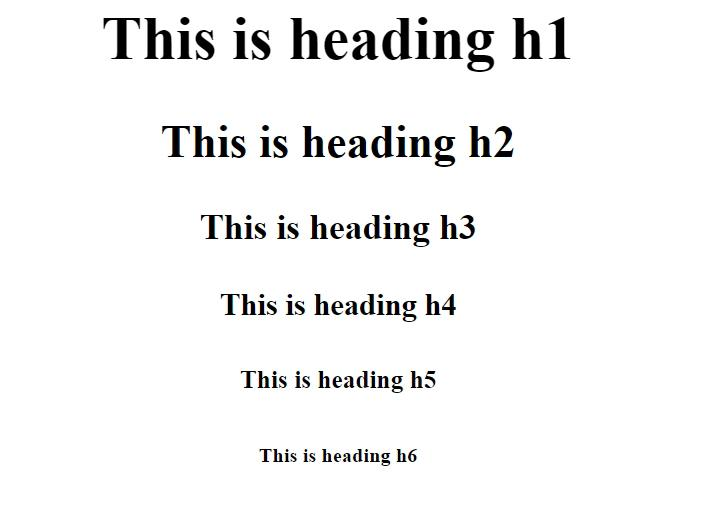 This is heading h1
This is heading h2
This is heading h3
This is heading h4
This is heading h5
This is heading h6